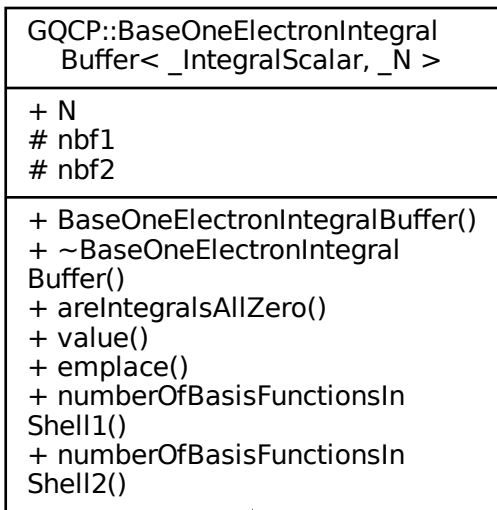 GQCP::BaseOneElectronIntegral
Buffer< _IntegralScalar, _N >
+ N
# nbf1
# nbf2
+ BaseOneElectronIntegralBuffer()
+ ~BaseOneElectronIntegral
Buffer()
+ areIntegralsAllZero()
+ value()
+ emplace()
+ numberOfBasisFunctionsIn
Shell1()
+ numberOfBasisFunctionsIn
Shell2()